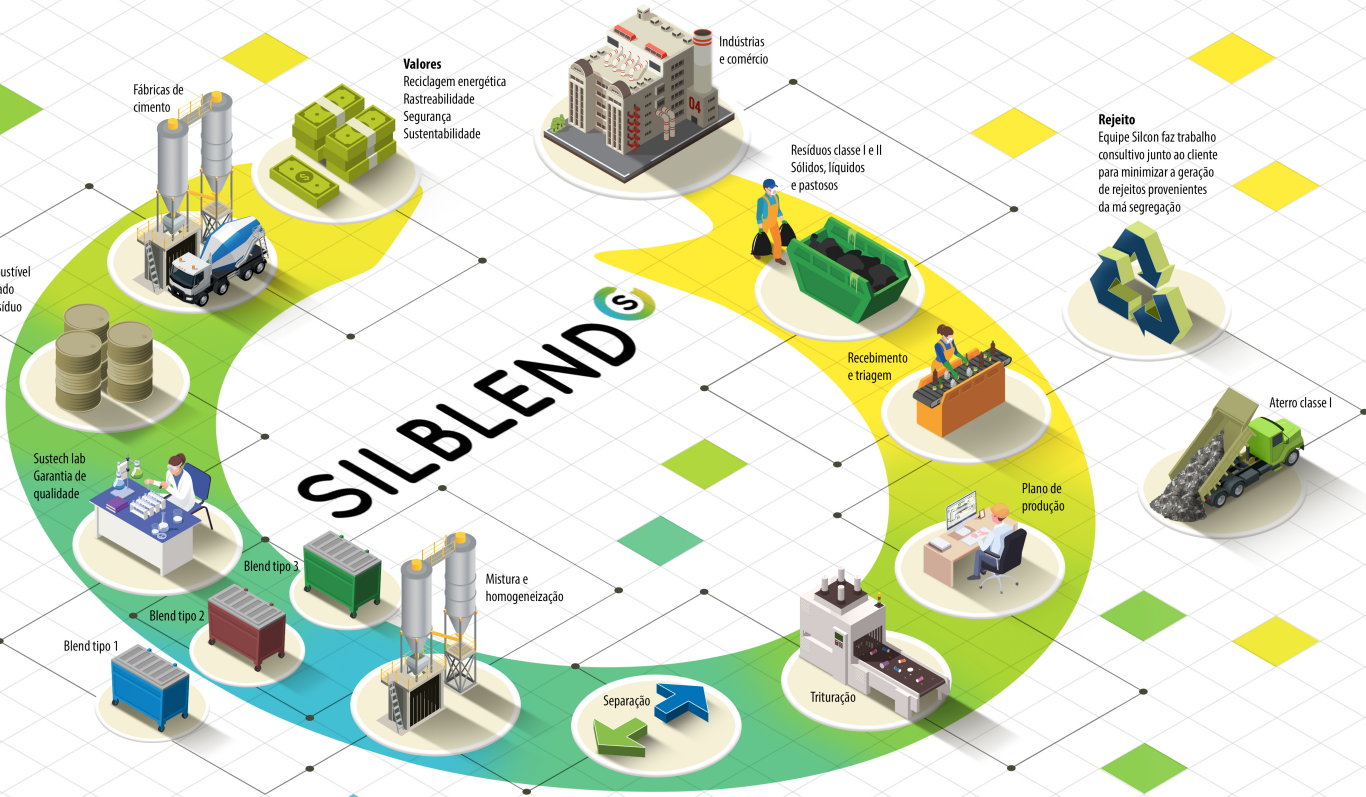 Indústrias
e comércio
Valores
Reciclagem energética
Rastreabilidade
Segurança
Sustentabilidade
Fábricas de
cimento
04
Rejeito
Equipe Silcon faz trabalho
consultivo junto ao cliente
para minimizar a geração
de rejeitos provenientes
da má segregação
Resíduos classe I e II
Sólidos, líquidos
e pastosos
SILBLEND S
Recebimento
e triagem
Aterro classe I
Sustech lab
Garantia de
qualidade
Plano de
produção
Blend tipo 3
Mistura e
homogeneização
Blend tipo 2
Blend tipo 1
Separação
Trituração